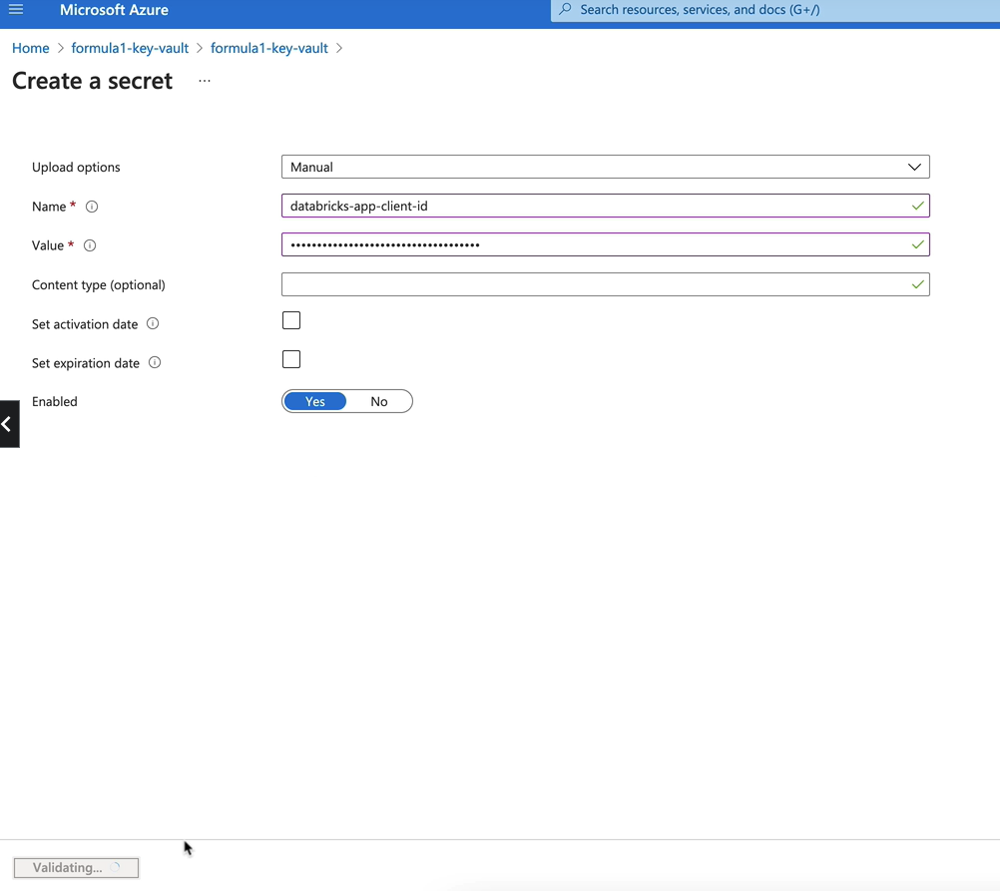 Microsoft Azure
Search resources, services, and docs (G+/)
Home > formula1-key-vault > formula1-key-vault >
Create a secret ...
Upload options Manual
Name * databricks-app-client-id
Value * •••••••••••••••••••••••••••••••••••••
Content type (optional)
Set activation date
Set expiration date
Enabled Yes No
Validating...